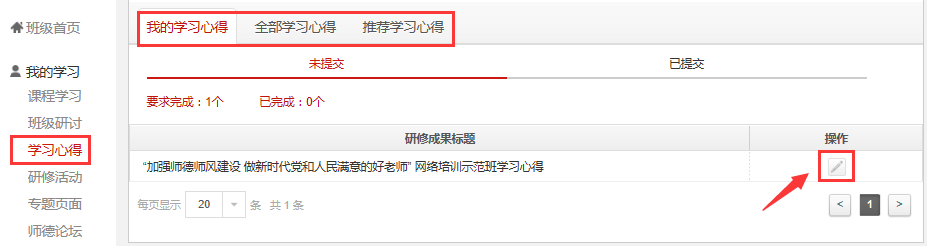 班级首页
我的学习
课程学习
班级研讨
学习心得
研修活动
专题页面
师德论坛
我的学习心得 全部学习心得 推荐学习心得
未提交 已提交
要求完成：1个 已完成：0个
研修成果标题 操作
“加强师德师风建设 做新时代党和人民满意的好老师” 网络培训示范班学习心得
每页显示 20 条 共 1 条 < 1 >